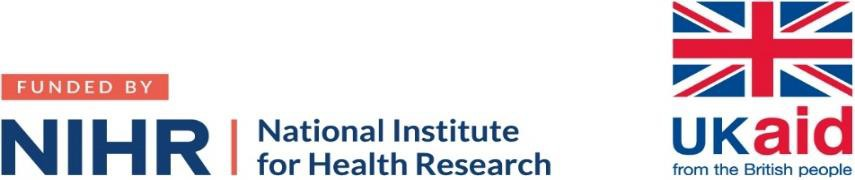 FUNDED BY
NIHR | National Institute
for Health Research
UKaid
from the British people